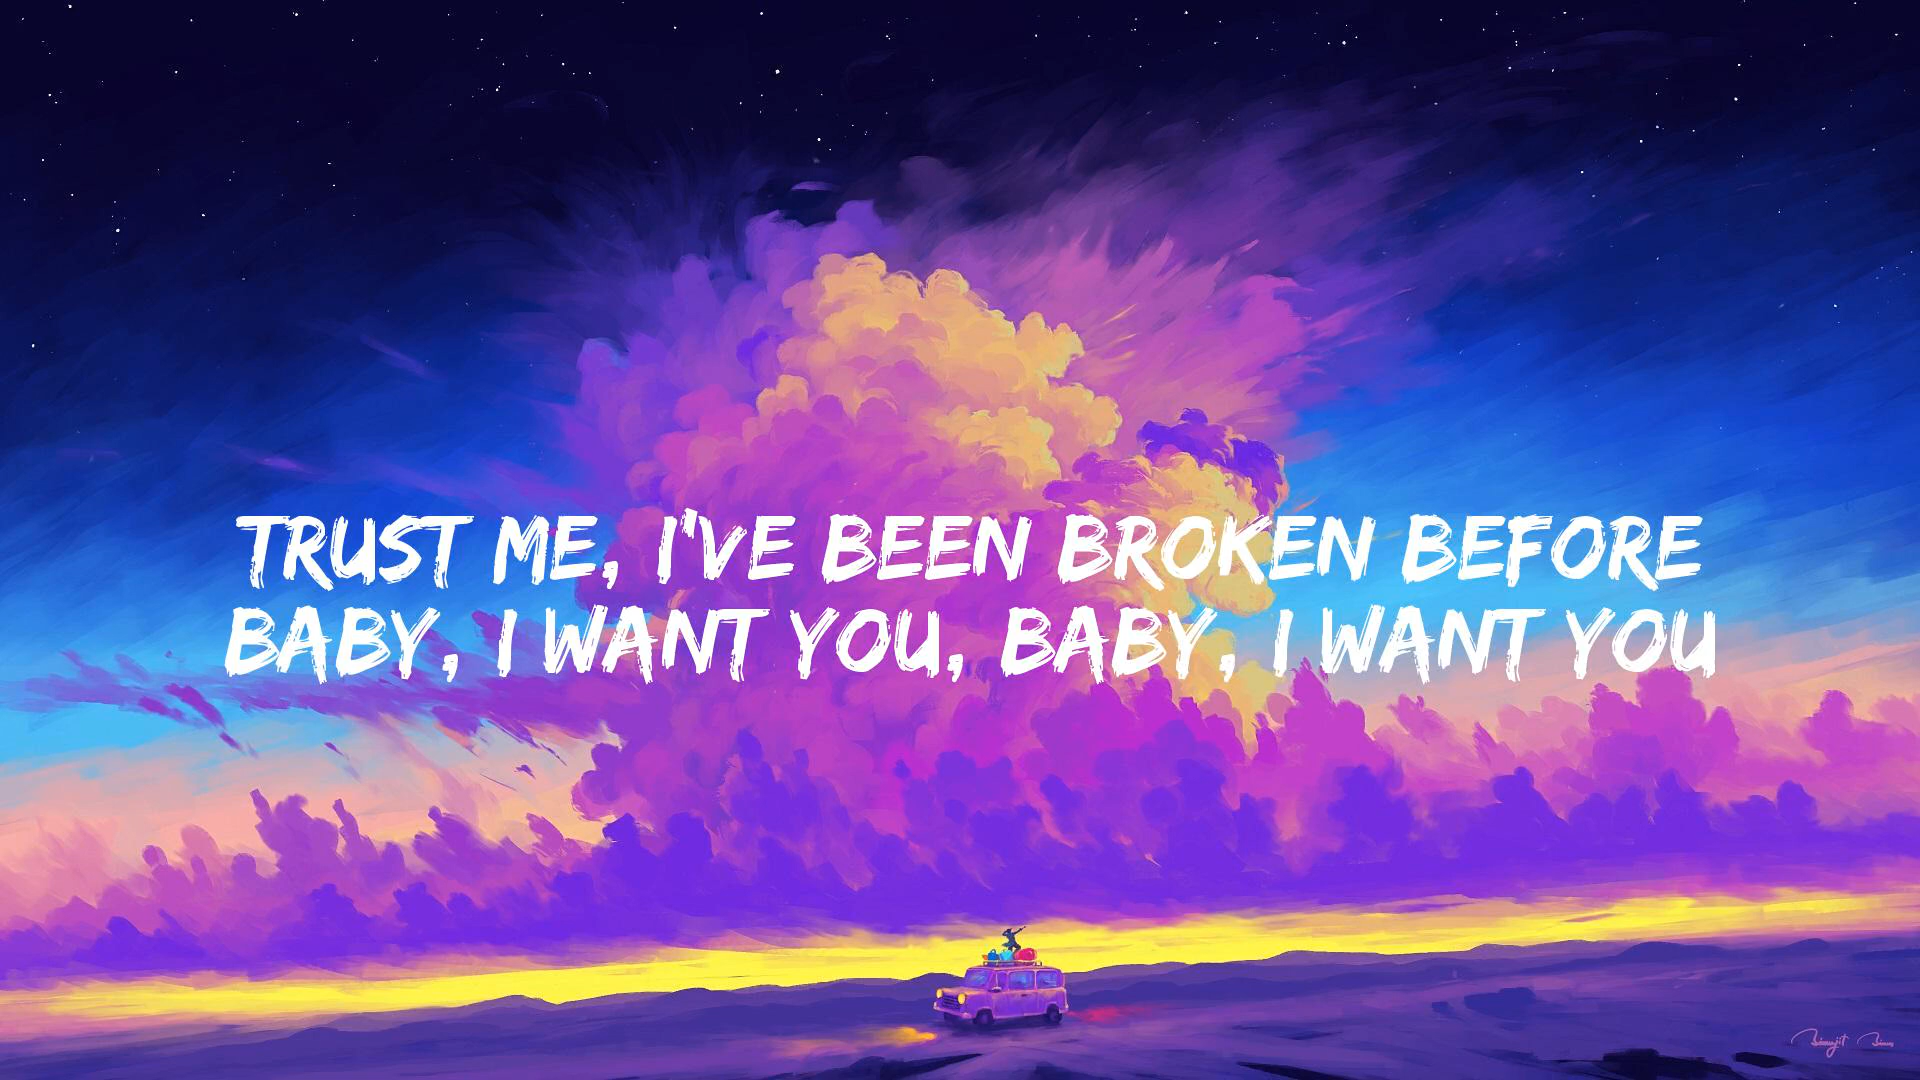 TRUST ME, I'VE BEEN BROKEN BEFORE
BABY, I WANT YOU, BABY, I WANT YOU